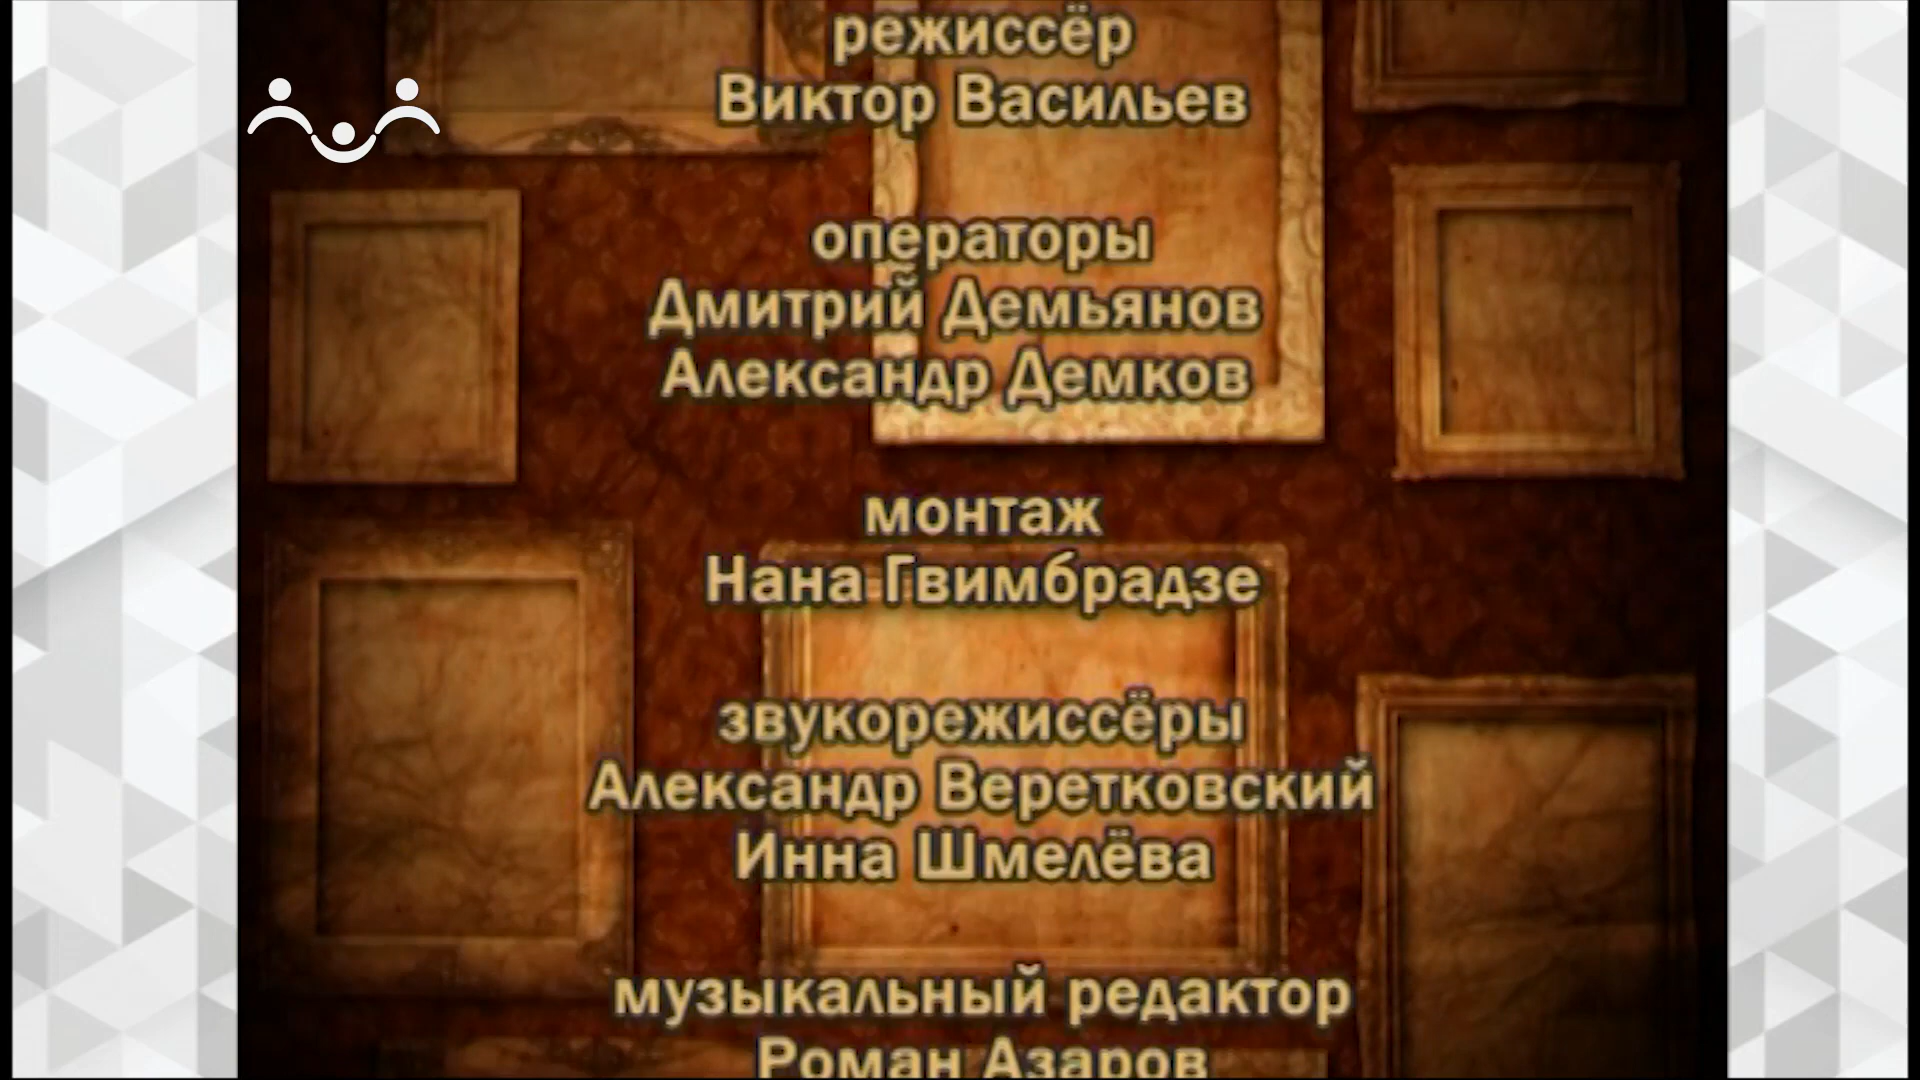 режиссёр
Виктор Васильев
операторы
Дмитрий Демьянов
Александр Демков
монтаж
Нана Гвимбрадзе
звукорежиссёры
Александр Веретковский
Инна Шмелёва
музыкальный редактор
Роман Азаров